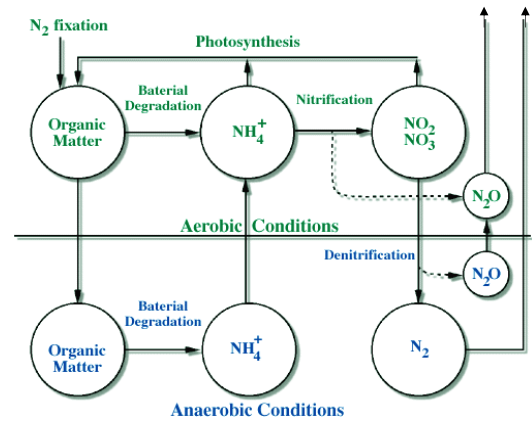 N2 fixation
Photosynthesis
Baterial
Degradation
Nitrification
Organic
Matter
NH4+
NO2
NO3
N2O
Aerobic Conditions
Denitrification
N2O
Baterial
Degradation
Organic
Matter
NH4+
N2
Anaerobic Conditions